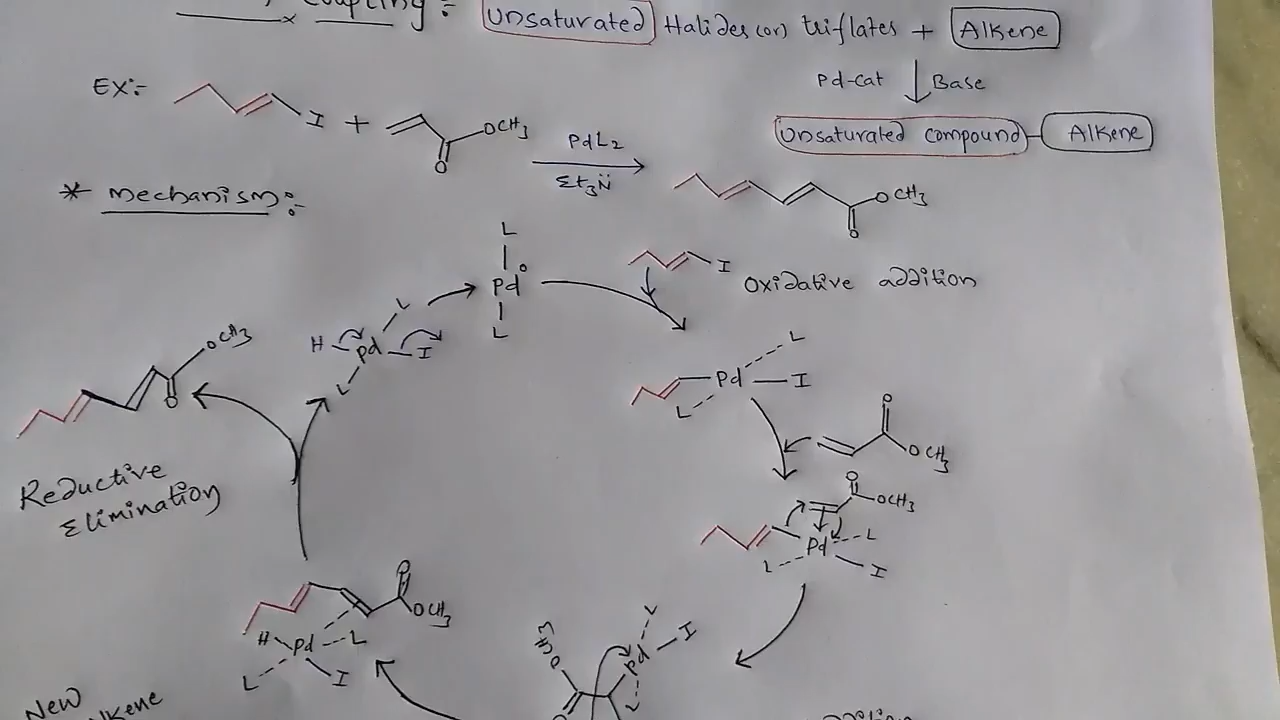 coupling :- Unsaturated Halides (or) triflates + Alkene
Pd-cat Base
Unsaturated compound - Alkene
EX:- I + O OCH3
PdL2
Et3N̈
O OCH3
* Mechanism:-
L
Pd°
L
I
Oxidative addition
H Pd I
L
L
OCH3
O
L
Pd I
L
O
OCH3
Reductive
Elimination
O
OCH3
Pd L
L I
O
OCH3
H Pd L
L I
OCH3
O
L
Pd I
L
New